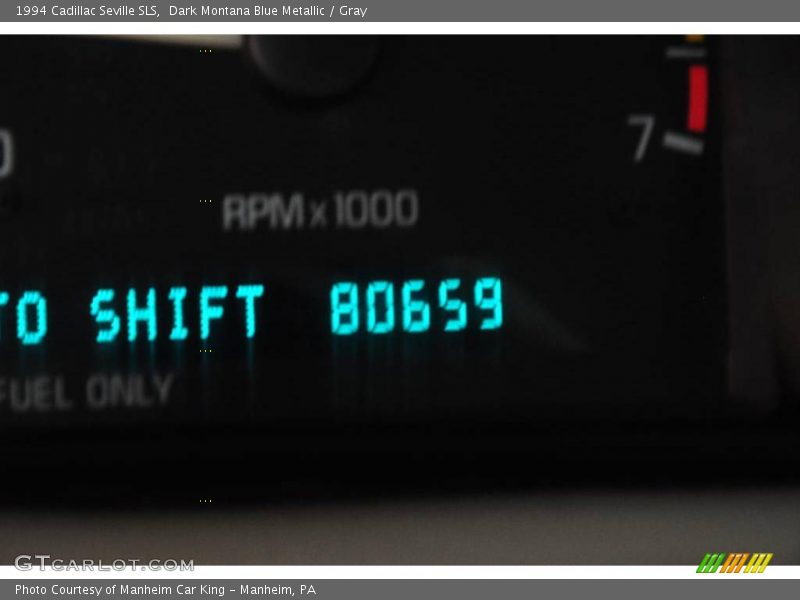 1994 Cadillac Seville SLS,  Dark Montana Blue Metallic / Gray
7
0
RPM x 1000
TO SHIFT 80659
FUEL ONLY
GTCARLOT.COM
Photo Courtesy of Manheim Car King - Manheim, PA